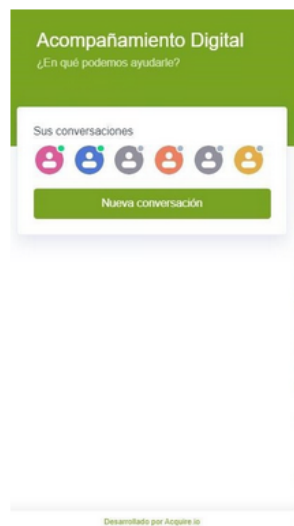 Acompañamiento Digital
¿En qué podemos ayudarle?
Sus conversaciones
Nueva conversación
Desarrollado por Acquire.io